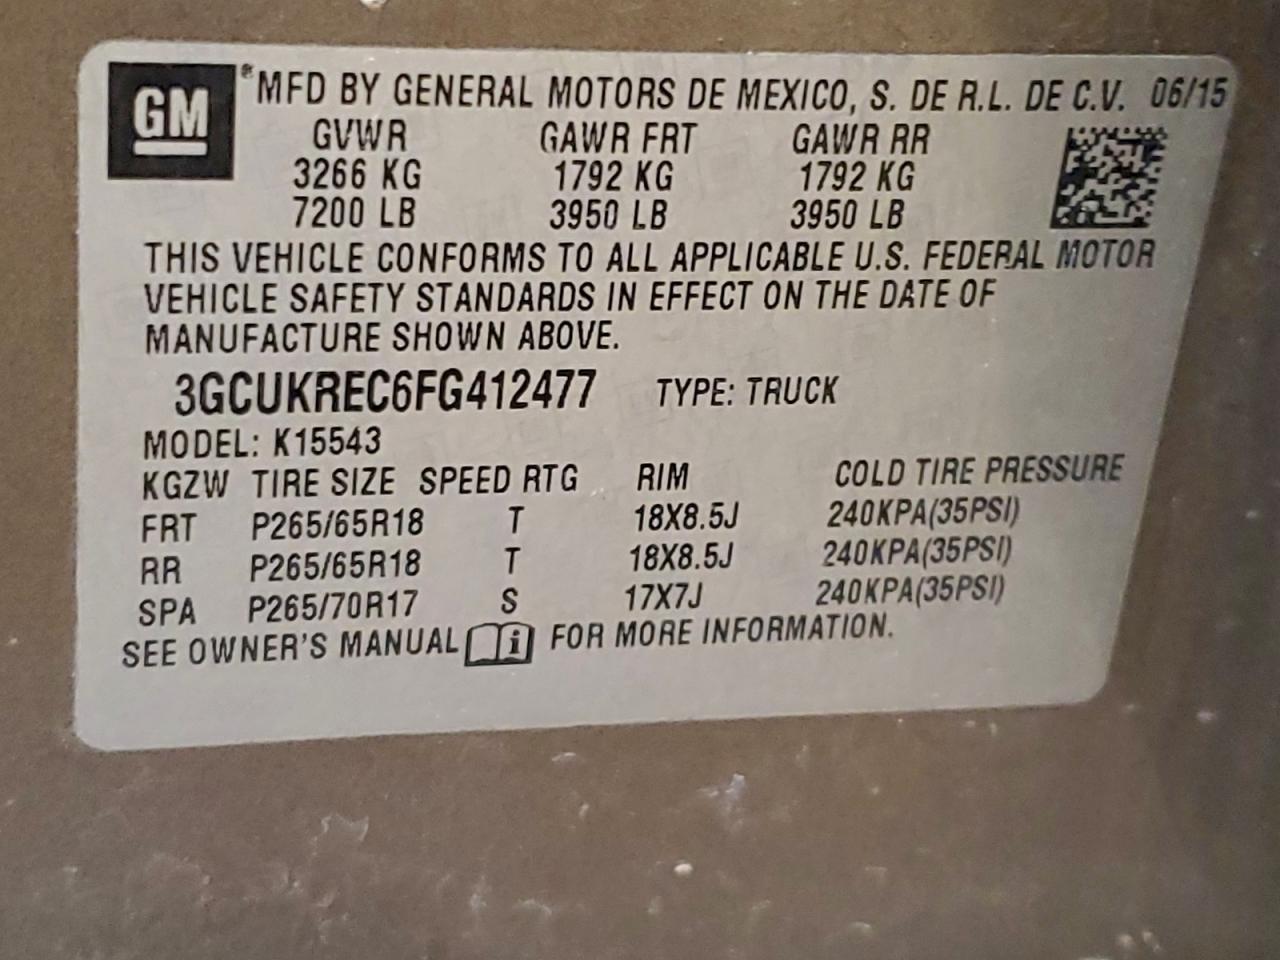 GM
® MFD BY GENERAL MOTORS DE MEXICO, S. DE R.L. DE C.V. 06/15
GVWR GAWR FRT GAWR RR
3266 KG 1792 KG 1792 KG
7200 LB 3950 LB 3950 LB
THIS VEHICLE CONFORMS TO ALL APPLICABLE U.S. FEDERAL MOTOR
VEHICLE SAFETY STANDARDS IN EFFECT ON THE DATE OF
MANUFACTURE SHOWN ABOVE.
3GCUKREC6FG412477 TYPE: TRUCK
MODEL: K15543
KGZW TIRE SIZE SPEED RTG RIM COLD TIRE PRESSURE
FRT P265/65R18 T 18X8.5J 240KPA(35PSI)
RR P265/65R18 T 18X8.5J 240KPA(35PSI)
SPA P265/70R17 S 17X7J 240KPA(35PSI)
SEE OWNER'S MANUAL i FOR MORE INFORMATION.